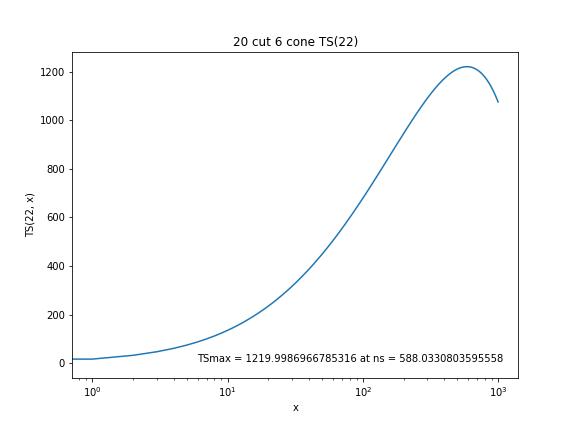 20 cut 6 cone TS(22)
1200
1000
800
600
400
200
0
TS(22, x)
TSmax = 1219.9986966785316 at ns = 588.0330803595558
10⁰ 10¹ 10² 10³
x